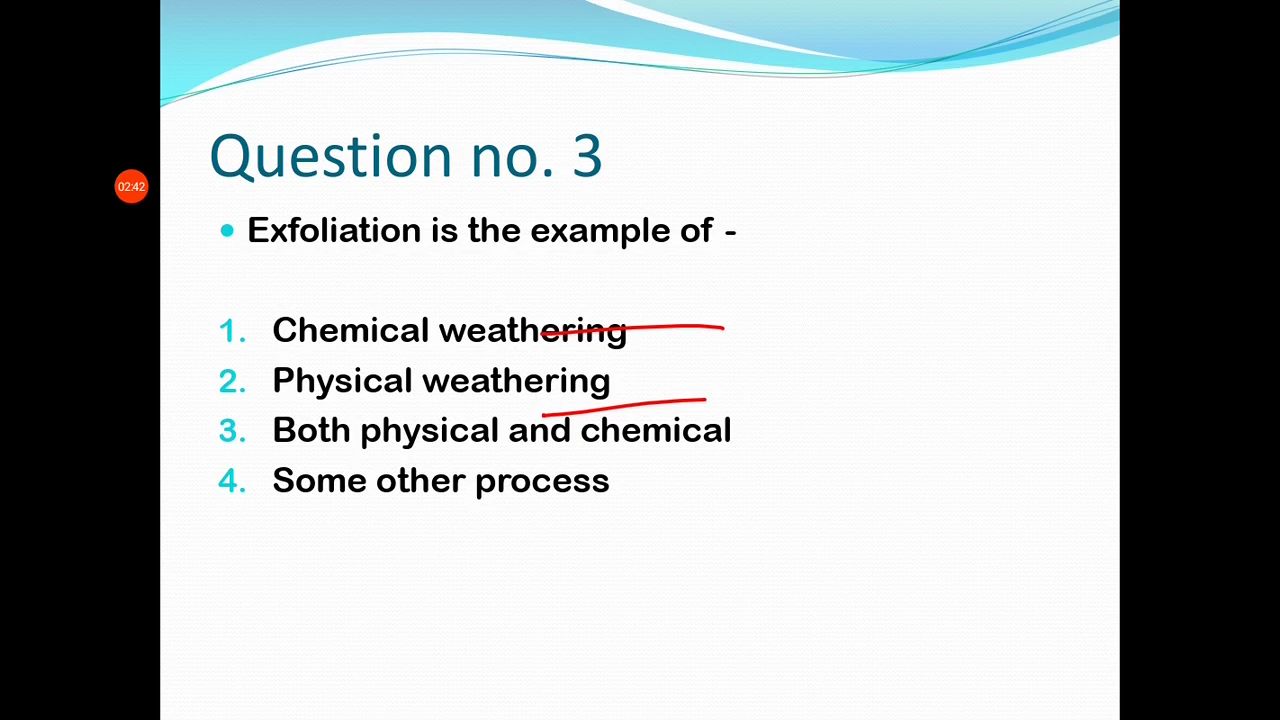 Question no. 3
02:42
• Exfoliation is the example of -
1. Chemical weathering
2. Physical weathering
3. Both physical and chemical
4. Some other process